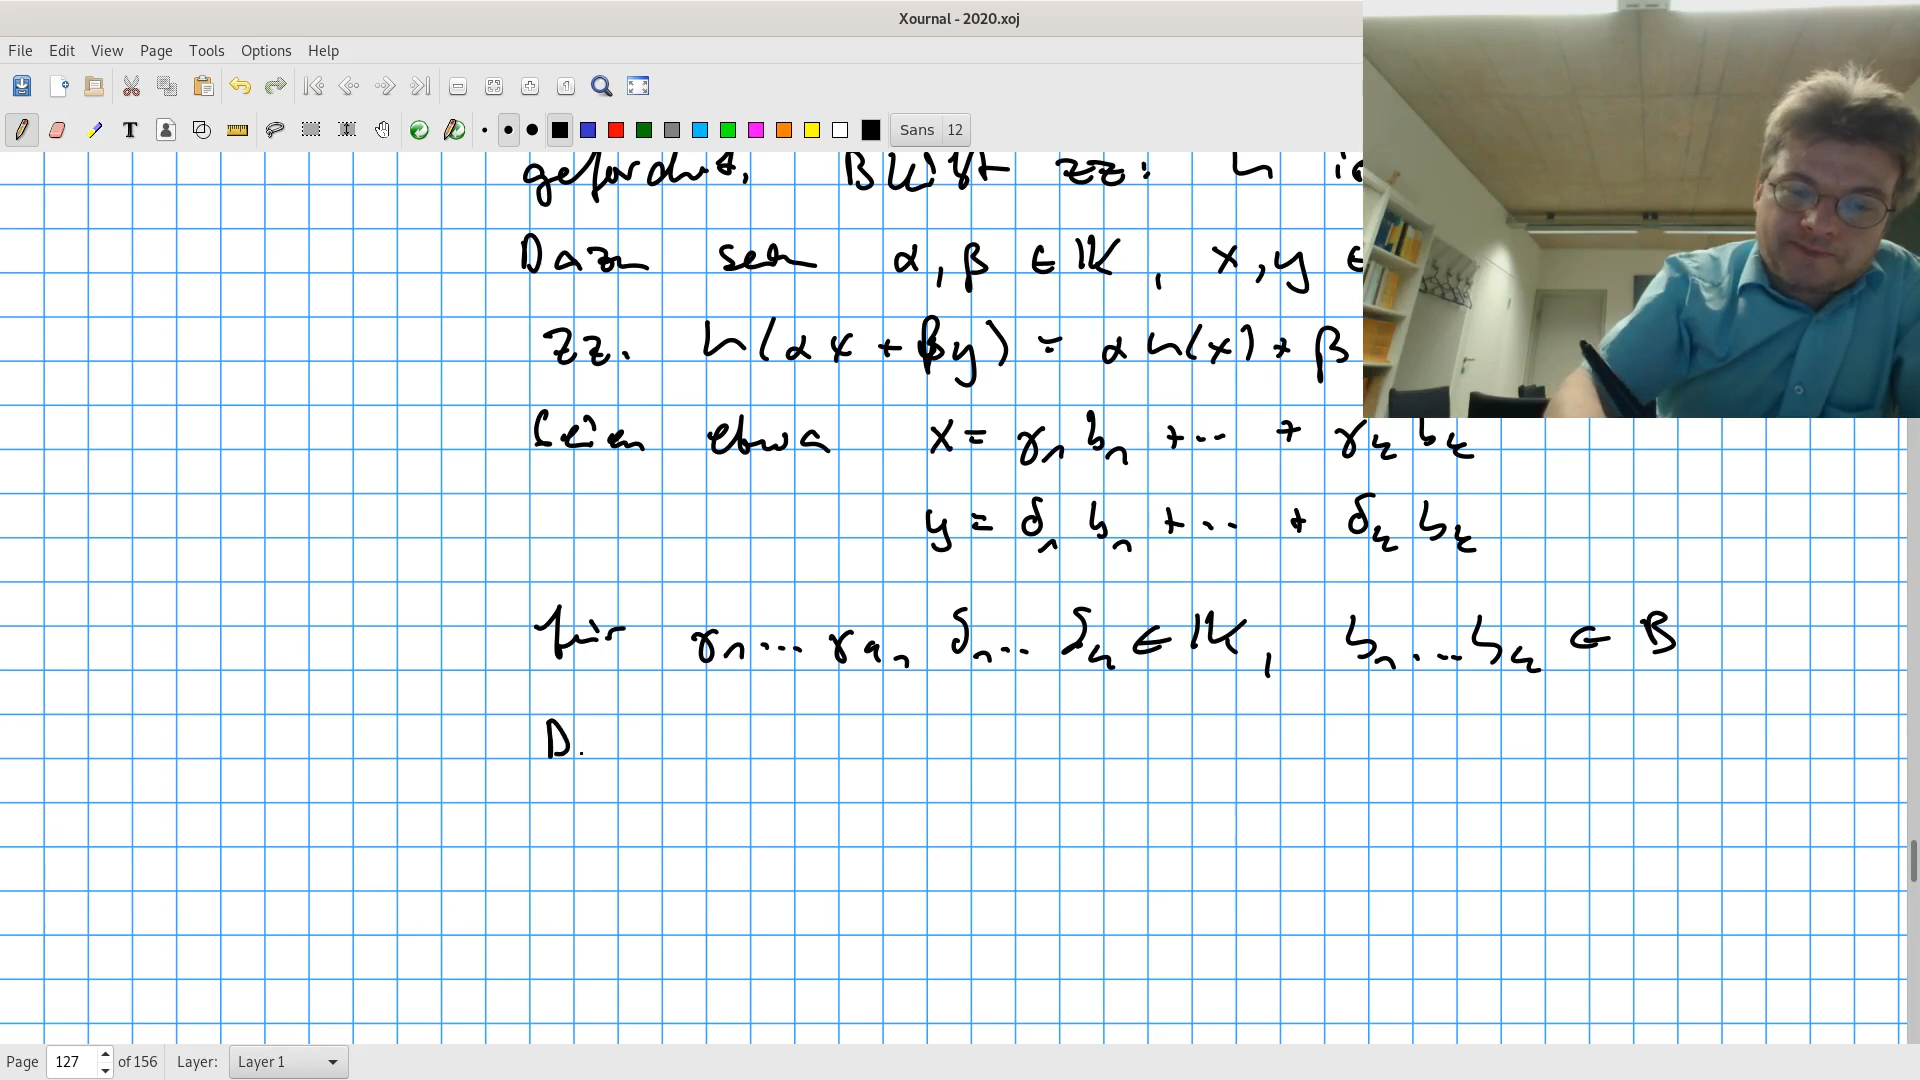 Xournal - 2020.xoj
File Edit View Page Tools Options Help
Sans 12
gefordert. Bleibt zz: h
Dazu seien α, β ∈ 𝕂, x, y ∈
zz. h(αx + βy) = αh(x) + β
Seien etwa x = γ₁b₁ + ... + γₖbₖ
y = δ₁b₁ + ... + δₖbₖ
für γ₁...γₖ, δ₁...δₖ ∈ 𝕂, b₁...bₖ ∈ B
D.
Page 127 of 156 Layer: Layer 1